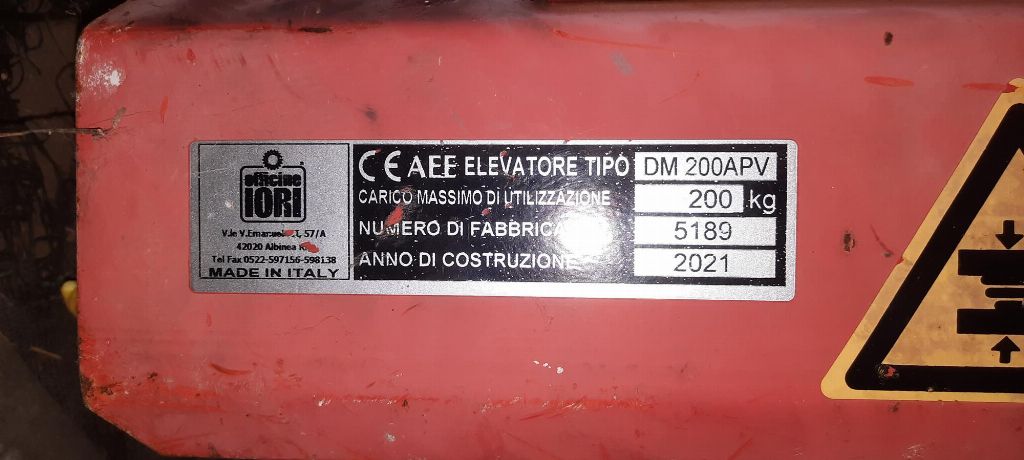 officine
IORI
V.le V.Emanuele 57/A
42020 Albinea
Tel Fax 0522-597156-598138
MADE IN ITALY
CE AEE ELEVATORE TIPO DM 200APV
CARICO MASSIMO DI UTILIZZAZIONE 200 kg
NUMERO DI 5189
ANNO DI COSTRUZIONE 2021